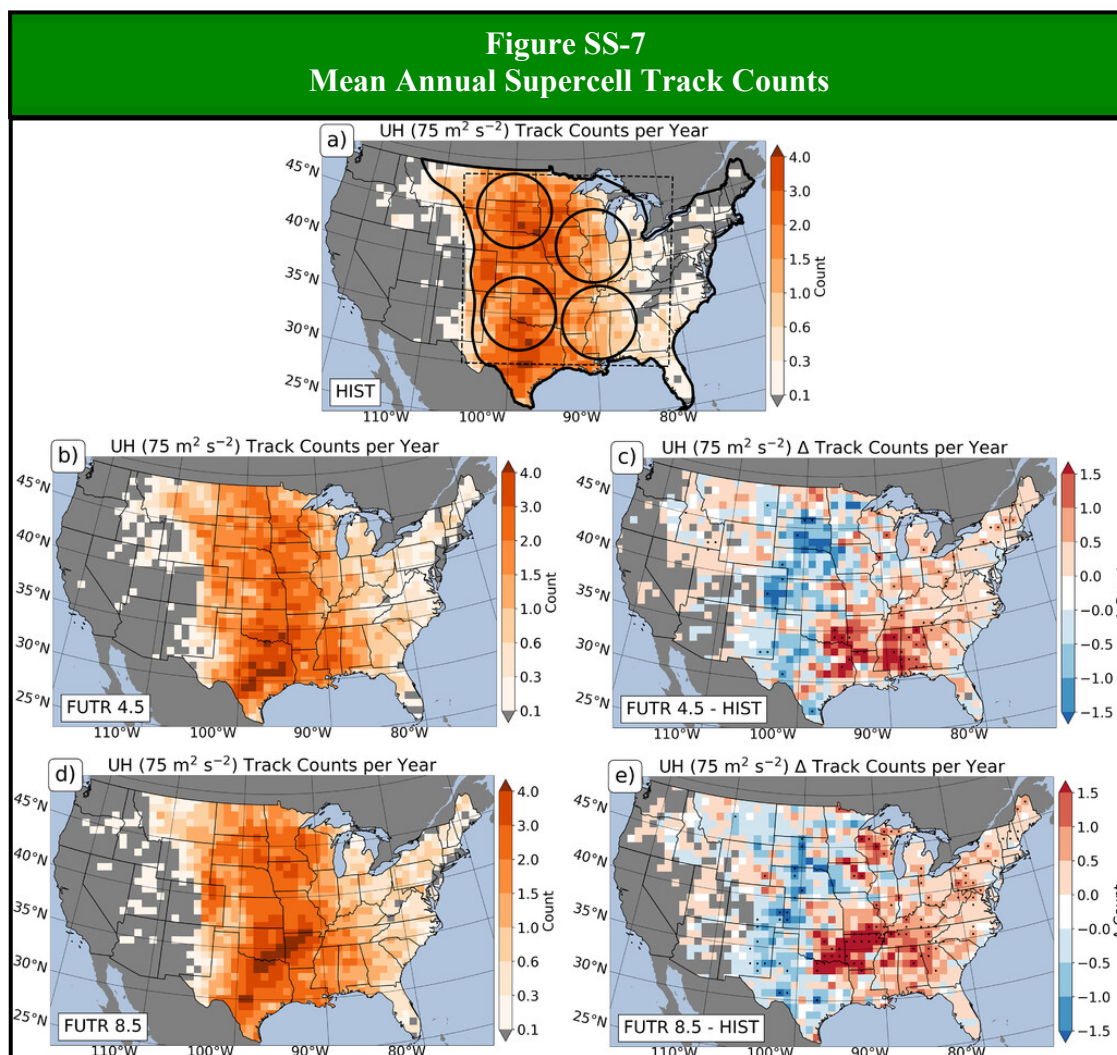 Figure SS-7
Mean Annual Supercell Track Counts
a)
UH (75 m² s⁻²) Track Counts per Year
45°N
40°N
35°N
30°N
25°N
110°W
100°W
90°W
80°W
HIST
4.0
3.0
2.0
1.5
1.0
0.6
0.3
0.1
Count
b)
UH (75 m² s⁻²) Track Counts per Year
45°N
40°N
35°N
30°N
25°N
110°W
100°W
90°W
80°W
FUTR 4.5
4.0
3.0
2.0
1.5
1.0
0.6
0.3
0.1
Count
c)
UH (75 m² s⁻²) Δ Track Counts per Year
45°N
40°N
35°N
30°N
25°N
110°W
100°W
90°W
80°W
FUTR 4.5 - HIST
1.5
1.0
0.5
0.0
−0.0
−0.5
−1.0
−1.5
d)
UH (75 m² s⁻²) Track Counts per Year
45°N
40°N
35°N
30°N
25°N
110°W
100°W
90°W
80°W
FUTR 8.5
4.0
3.0
2.0
1.5
1.0
0.6
0.3
0.1
Count
e)
UH (75 m² s⁻²) Δ Track Counts per Year
45°N
40°N
35°N
30°N
25°N
110°W
100°W
90°W
80°W
FUTR 8.5 - HIST
1.5
1.0
0.5
0.0
−0.0
−0.5
−1.0
−1.5